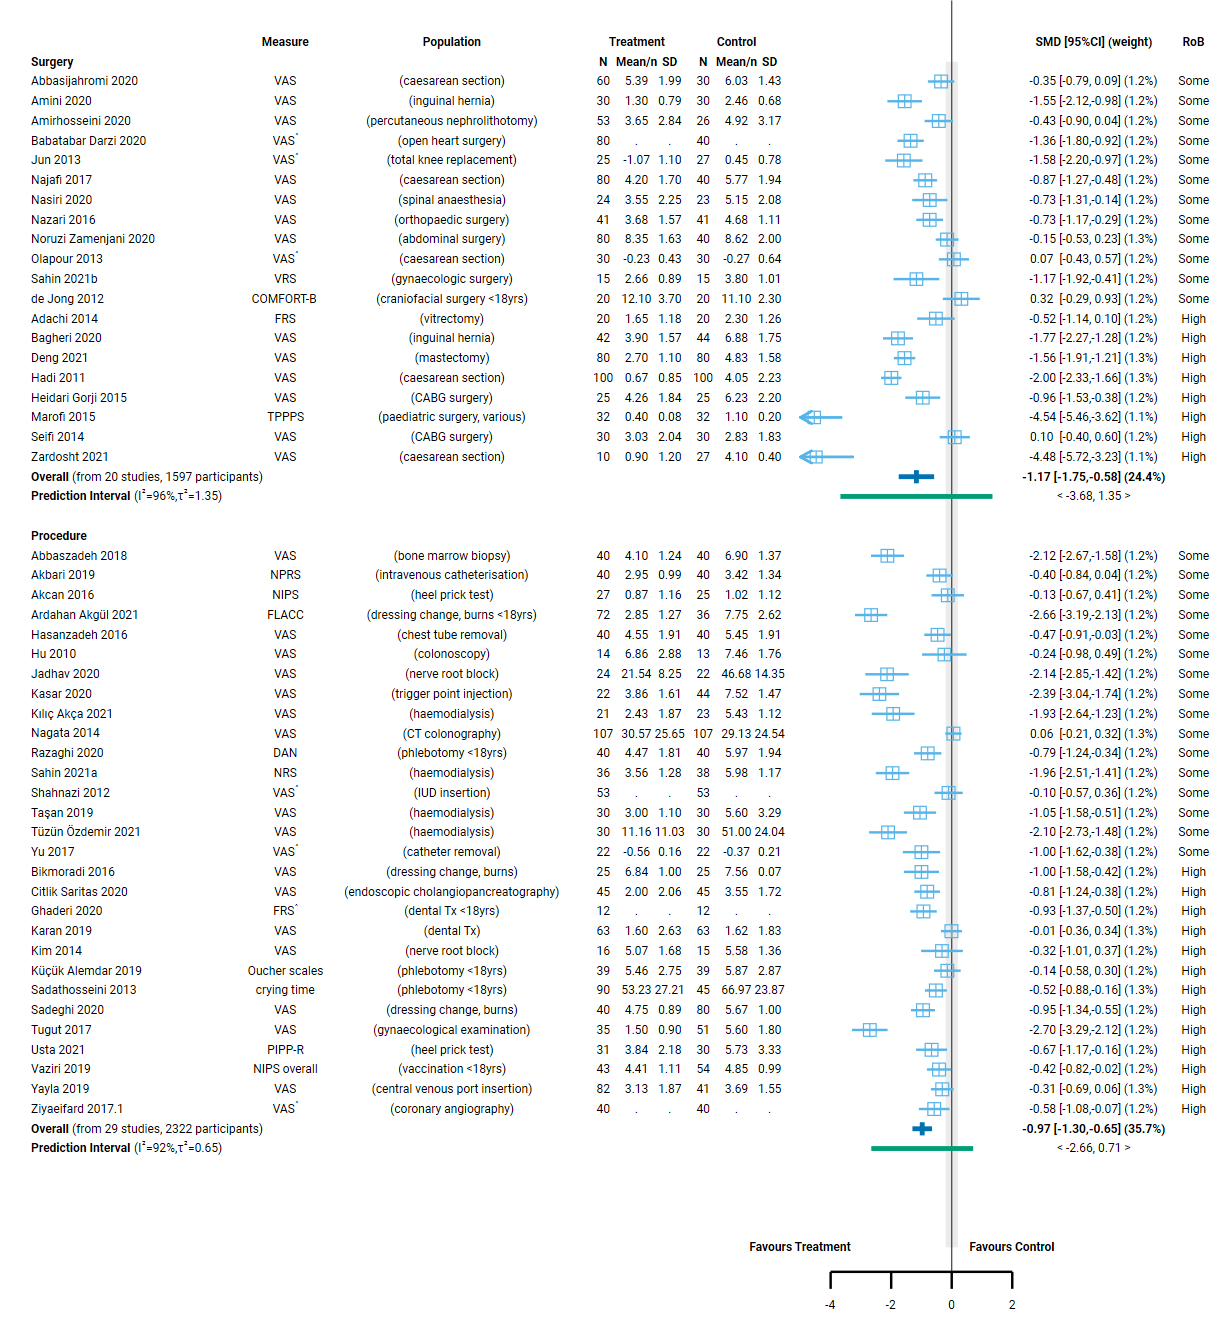 Measure Population Treatment Control SMD [95%CI] (weight) RoB
Surgery N Mean/n SD N Mean/n SD
Abbasijahromi 2020 VAS (caesarean section) 60 5.39 1.99 30 6.03 1.43 -0.35 [-0.79, 0.09] (1.2%) Some
Amini 2020 VAS (inguinal hernia) 30 1.30 0.79 30 2.46 0.68 -1.55 [-2.12,-0.98] (1.2%) Some
Amirhosseini 2020 VAS (percutaneous nephrolithotomy) 53 3.65 2.84 26 4.92 3.17 -0.43 [-0.90, 0.04] (1.2%) Some
Babatabar Darzi 2020 VAS* (open heart surgery) 80 . . 40 . . -1.36 [-1.80,-0.92] (1.2%) Some
Jun 2013 VAS* (total knee replacement) 25 -1.07 1.10 27 0.45 0.78 -1.58 [-2.20,-0.97] (1.2%) Some
Najafi 2017 VAS (caesarean section) 80 4.20 1.70 40 5.77 1.94 -0.87 [-1.27,-0.48] (1.2%) Some
Nasiri 2020 VAS (spinal anaesthesia) 24 3.55 2.25 23 5.15 2.08 -0.73 [-1.31,-0.14] (1.2%) Some
Nazari 2016 VAS (orthopaedic surgery) 41 3.68 1.57 41 4.68 1.11 -0.73 [-1.17,-0.29] (1.2%) Some
Noruzi Zamenjani 2020 VAS (abdominal surgery) 80 8.35 1.63 40 8.62 2.00 -0.15 [-0.53, 0.23] (1.3%) Some
Olapour 2013 VAS* (caesarean section) 30 -0.23 0.43 30 -0.27 0.64 0.07 [-0.43, 0.57] (1.2%) Some
Sahin 2021b VRS (gynaecologic surgery) 15 2.66 0.89 15 3.80 1.01 -1.17 [-1.92,-0.41] (1.2%) Some
de Jong 2012 COMFORT-B (craniofacial surgery <18yrs) 20 12.10 3.70 20 11.10 2.30 0.32 [-0.29, 0.93] (1.2%) Some
Adachi 2014 FRS (vitrectomy) 20 1.65 1.18 20 2.30 1.26 -0.52 [-1.14, 0.10] (1.2%) High
Bagheri 2020 VAS (inguinal hernia) 42 3.90 1.57 44 6.88 1.75 -1.77 [-2.27,-1.28] (1.2%) High
Deng 2021 VAS (mastectomy) 80 2.70 1.10 80 4.83 1.58 -1.56 [-1.91,-1.21] (1.3%) High
Hadi 2011 VAS (caesarean section) 100 0.67 0.85 100 4.05 2.23 -2.00 [-2.33,-1.66] (1.3%) High
Heidari Gorji 2015 VAS (CABG surgery) 25 4.26 1.84 25 6.23 2.20 -0.96 [-1.53,-0.38] (1.2%) High
Marofi 2015 TPPPS (paediatric surgery, various) 32 0.40 0.08 32 1.10 0.20 -4.54 [-5.46,-3.62] (1.1%) High
Seifi 2014 VAS (CABG surgery) 30 3.03 2.04 30 2.83 1.83 0.10 [-0.40, 0.60] (1.2%) High
Zardosht 2021 VAS (caesarean section) 10 0.90 1.20 27 4.10 0.40 -4.48 [-5.72,-3.23] (1.1%) High
Overall (from 20 studies, 1597 participants) -1.17 [-1.75,-0.58] (24.4%)
Prediction Interval (I²=96%,τ²=1.35) < -3.68, 1.35 >
Procedure
Abbaszadeh 2018 VAS (bone marrow biopsy) 40 4.10 1.24 40 6.90 1.37 -2.12 [-2.67,-1.58] (1.2%) Some
Akbari 2019 NPRS (intravenous catheterisation) 40 2.95 0.99 40 3.42 1.34 -0.40 [-0.84, 0.04] (1.2%) Some
Akcan 2016 NIPS (heel prick test) 27 0.87 1.16 25 1.02 1.12 -0.13 [-0.67, 0.41] (1.2%) Some
Ardahan Akgül 2021 FLACC (dressing change, burns <18yrs) 72 2.85 1.27 36 7.75 2.62 -2.66 [-3.19,-2.13] (1.2%) Some
Hasanzadeh 2016 VAS (chest tube removal) 40 4.55 1.91 40 5.45 1.91 -0.47 [-0.91,-0.03] (1.2%) Some
Hu 2010 VAS (colonoscopy) 14 6.86 2.88 13 7.46 1.76 -0.24 [-0.98, 0.49] (1.2%) Some
Jadhav 2020 VAS (nerve root block) 24 21.54 8.25 22 46.68 14.35 -2.14 [-2.85,-1.42] (1.2%) Some
Kasar 2020 VAS (trigger point injection) 22 3.86 1.61 44 7.52 1.47 -2.39 [-3.04,-1.74] (1.2%) Some
Kılıç Akça 2021 VAS (haemodialysis) 21 2.43 1.87 23 5.43 1.12 -1.93 [-2.64,-1.23] (1.2%) Some
Nagata 2014 VAS (CT colonography) 107 30.57 25.65 107 29.13 24.54 0.06 [-0.21, 0.32] (1.3%) Some
Razaghi 2020 DAN (phlebotomy <18yrs) 40 4.47 1.81 40 5.97 1.94 -0.79 [-1.24,-0.34] (1.2%) Some
Sahin 2021a NRS (haemodialysis) 36 3.56 1.28 38 5.98 1.17 -1.96 [-2.51,-1.41] (1.2%) Some
Shahnazi 2012 VAS* (IUD insertion) 53 . . 53 . . -0.10 [-0.57, 0.36] (1.2%) Some
Taşan 2019 VAS (haemodialysis) 30 3.00 1.10 30 5.60 3.29 -1.05 [-1.58,-0.51] (1.2%) Some
Tüzün Özdemir 2021 VAS (haemodialysis) 30 11.16 11.03 30 51.00 24.04 -2.10 [-2.73,-1.48] (1.2%) Some
Yu 2017 VAS* (catheter removal) 22 -0.56 0.16 22 -0.37 0.21 -1.00 [-1.62,-0.38] (1.2%) Some
Bikmoradi 2016 VAS (dressing change, burns) 25 6.84 1.00 25 7.56 0.07 -1.00 [-1.58,-0.42] (1.2%) High
Citlik Saritas 2020 VAS (endoscopic cholangiopancreatography) 45 2.00 2.06 45 3.55 1.72 -0.81 [-1.24,-0.38] (1.2%) High
Ghaderi 2020 FRS* (dental Tx <18yrs) 12 . . 12 . . -0.93 [-1.37,-0.50] (1.2%) High
Karan 2019 VAS (dental Tx) 63 1.60 2.63 63 1.62 1.83 -0.01 [-0.36, 0.34] (1.3%) High
Kim 2014 VAS (nerve root block) 16 5.07 1.68 15 5.58 1.36 -0.32 [-1.01, 0.37] (1.2%) High
Küçük Alemdar 2019 Oucher scales (phlebotomy <18yrs) 39 5.46 2.75 39 5.87 2.87 -0.14 [-0.58, 0.30] (1.2%) High
Sadathosseini 2013 crying time (phlebotomy <18yrs) 90 53.23 27.21 45 66.97 23.87 -0.52 [-0.88,-0.16] (1.3%) High
Sadeghi 2020 VAS (dressing change, burns) 40 4.75 0.89 80 5.67 1.00 -0.95 [-1.34,-0.55] (1.2%) High
Tugut 2017 VAS (gynaecological examination) 35 1.50 0.90 51 5.60 1.80 -2.70 [-3.29,-2.12] (1.2%) High
Usta 2021 PIPP-R (heel prick test) 31 3.84 2.18 30 5.73 3.33 -0.67 [-1.17,-0.16] (1.2%) High
Vaziri 2019 NIPS overall (vaccination <18yrs) 43 4.41 1.11 54 4.85 0.99 -0.42 [-0.82,-0.02] (1.2%) High
Yayla 2019 VAS (central venous port insertion) 82 3.13 1.87 41 3.69 1.55 -0.31 [-0.69, 0.06] (1.3%) High
Ziyaeifard 2017.1 VAS* (coronary angiography) 40 . . 40 . . -0.58 [-1.08,-0.07] (1.2%) High
Overall (from 29 studies, 2322 participants) -0.97 [-1.30,-0.65] (35.7%)
Prediction Interval (I²=92%,τ²=0.65) < -2.66, 0.71 >
Favours Treatment Favours Control
-4 -2 0 2